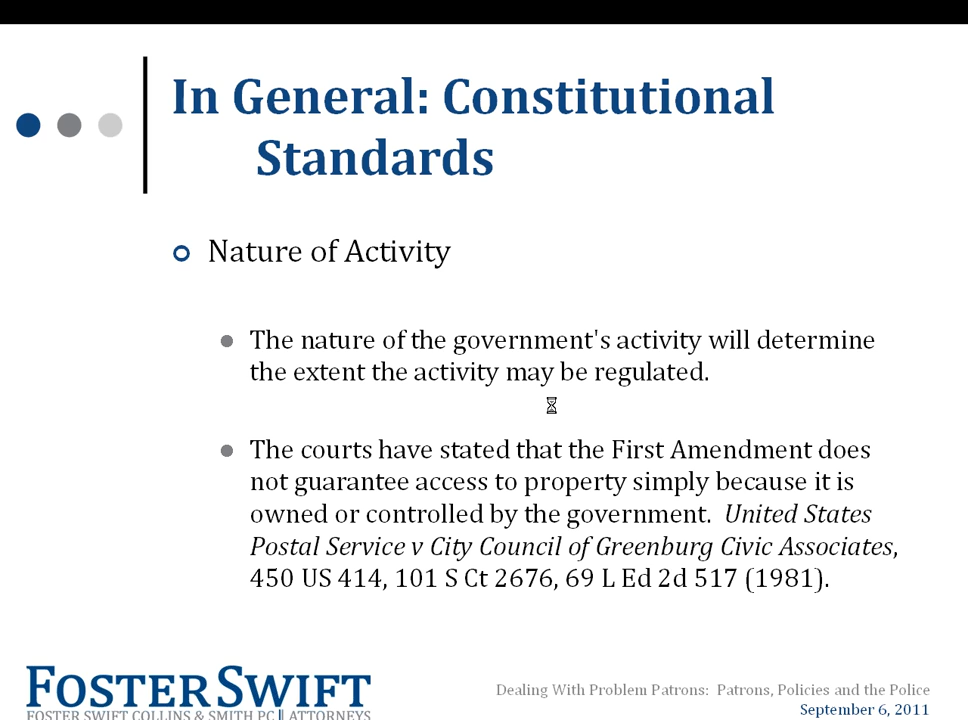 In General: Constitutional
Standards
Nature of Activity
The nature of the government's activity will determine
the extent the activity may be regulated.
The courts have stated that the First Amendment does
not guarantee access to property simply because it is
owned or controlled by the government.  United States
Postal Service v City Council of Greenburg Civic Associates,
450 US 414, 101 S Ct 2676, 69 L Ed 2d 517 (1981).
FOSTER SWIFT
FOSTER SWIFT COLLINS & SMITH PC || ATTORNEYS
Dealing With Problem Patrons:  Patrons, Policies and the Police
September 6, 2011